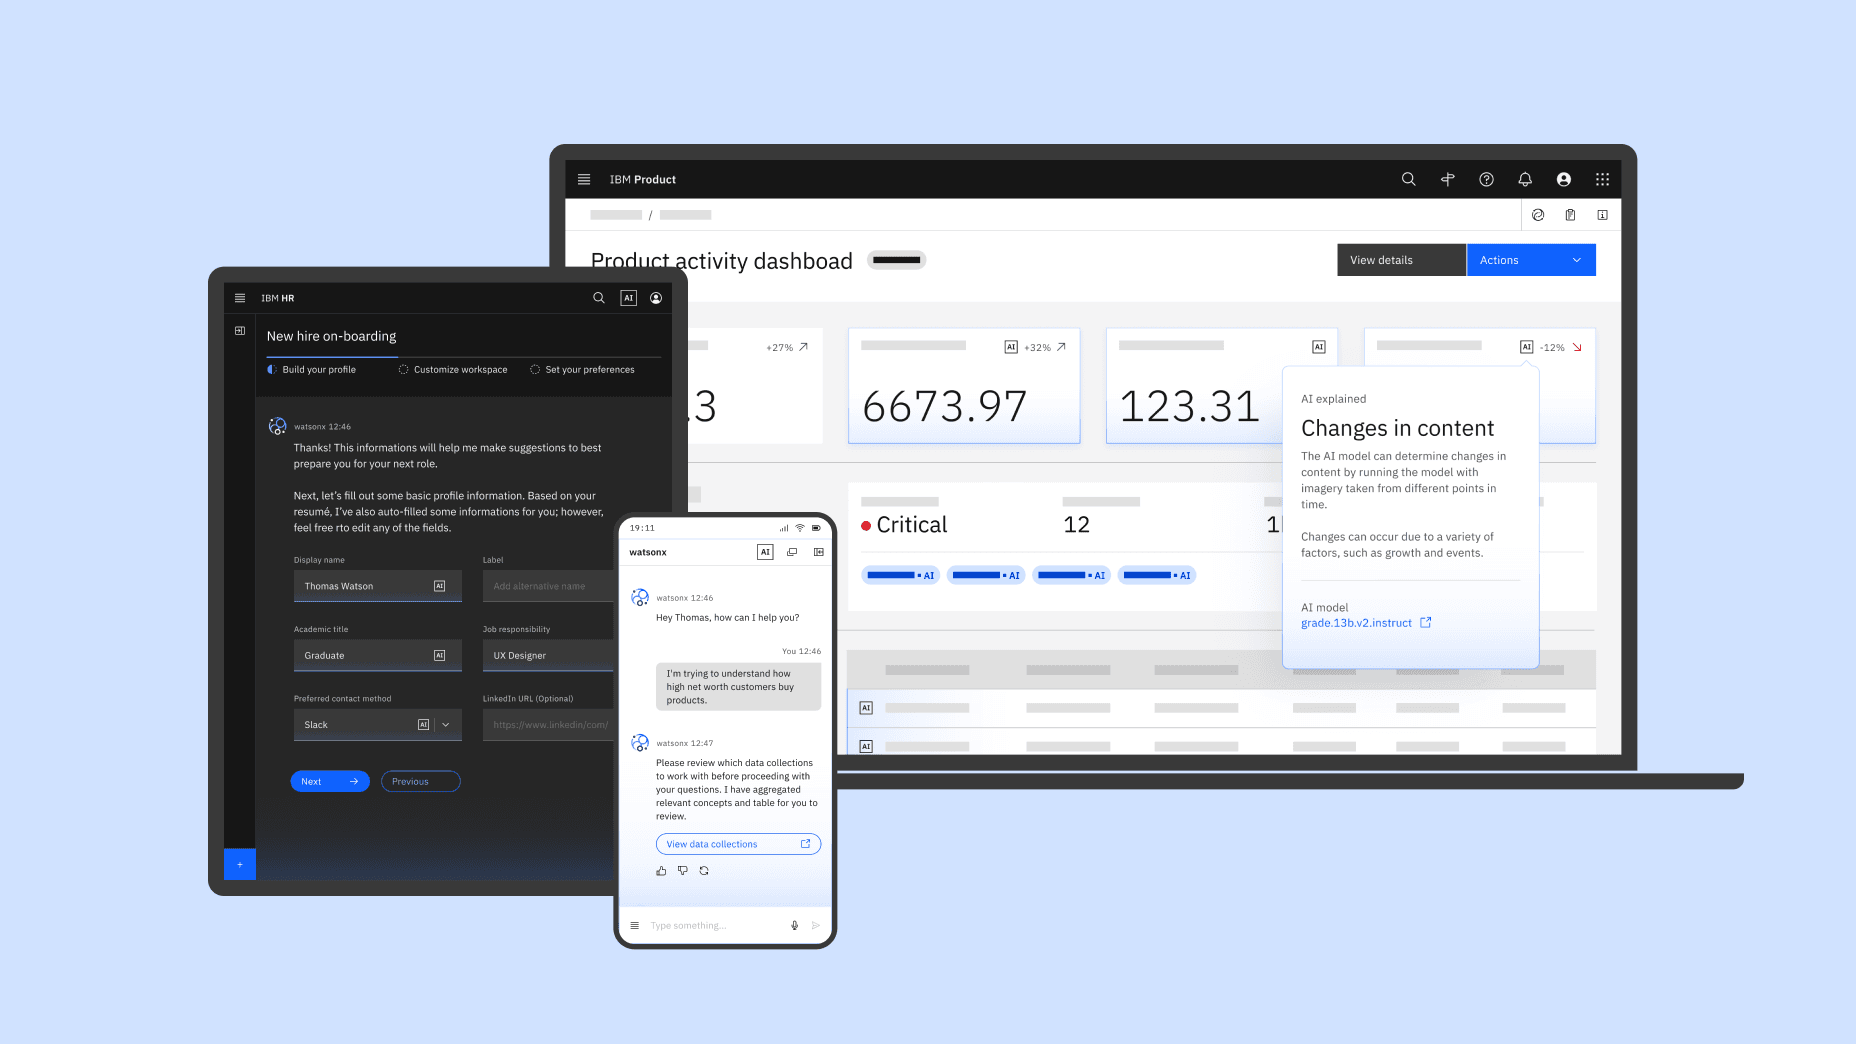 IBM Product
/
Product activity dashboad
View details
Actions
+27%
.3
AI +32%
6673.97
AI
123.31
AI -12%
AI explained
Changes in content
The AI model can determine changes in
content by running the model with
imagery taken from different points in
time.
Changes can occur due to a variety of
factors, such as growth and events.
AI model
grade.13b.v2.instruct
Critical
12
AI
AI
AI
AI
AI
AI
IBM HR
AI
New hire on-boarding
Build your profile
Customize workspace
Set your preferences
watsonx 12:46
Thanks! This informations will help me make suggestions to best
prepare you for your next role.
Next, let’s fill out some basic profile information. Based on your
resumé, I’ve also auto-filled some informations for you; however,
feel free rto edit any of the fields.
Display name
Thomas Watson AI
Label
Add alternative name
Academic title
Graduate AI
Job responsibility
UX Designer
Preferred contact method
Slack AI
LinkedIn URL (Optional)
https://www.linkedin/com/
Next
Previous
+
19:11
watsonx
AI
watsonx 12:46
Hey Thomas, how can I help you?
You 12:46
I'm trying to understand how
high net worth customers buy
products.
watsonx 12:47
Please review which data collections
to work with before proceeding with
your questions. I have aggregated
relevant concepts and table for you to
review.
View data collections
Type something...